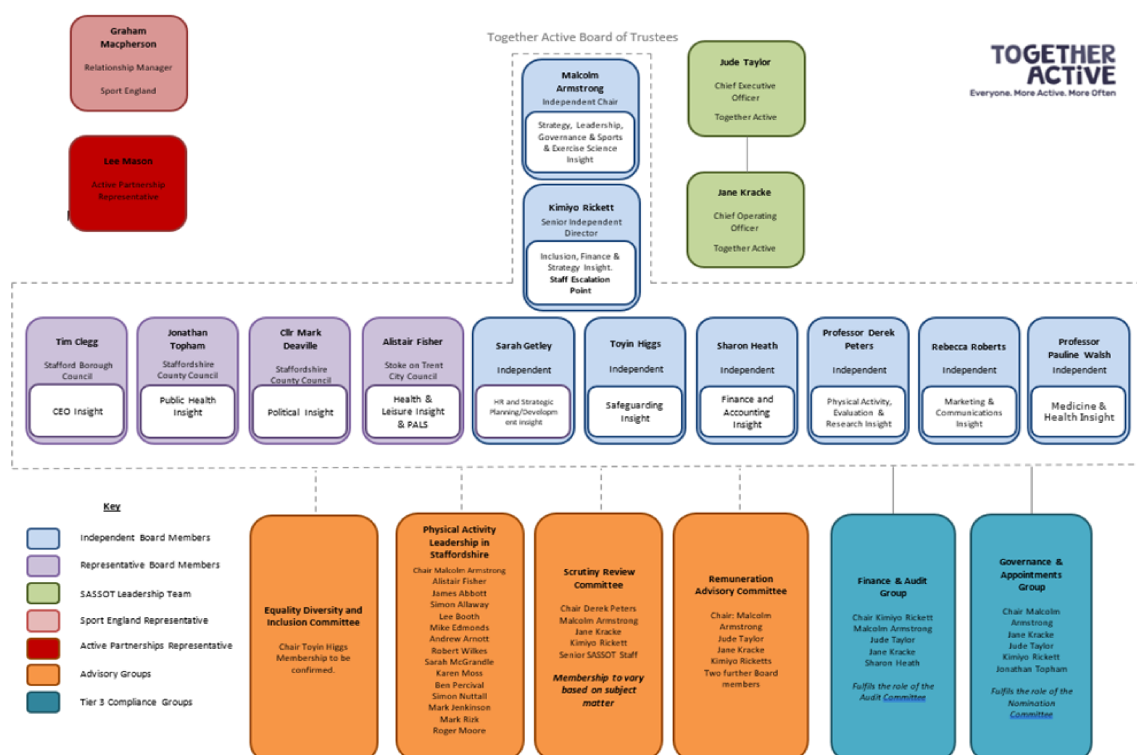 Together Active Board of Trustees
Graham
Macpherson
Relationship Manager
Sport England
Lee Mason
Active Partnership
Representative
Malcolm
Armstrong
Independent Chair
Strategy, Leadership,
Governance & Sports
& Exercise Science
Insight
Kimiyo Rickett
Senior Independent
Director
Inclusion, Finance &
Strategy Insight.
Staff Escalation
Point
Jude Taylor
Chief Executive
Officer
Together Active
Jane Kracke
Chief Operating
Officer
Together Active
TOGETHER
ACTiVE
Everyone. More Active. More Often
Tim Clegg
Stafford Borough
Council
CEO Insight
Jonathan
Topham
Staffordshire
County Council
Public Health
Insight
Cllr Mark
Deaville
Staffordshire
County Council
Political Insight
Alistair Fisher
Stoke on Trent
City Council
Health &
Leisure Insight
& PALS
Sarah Getley
Independent
HR and Strategic
Planning/Developm
ent insight
Toyin Higgs
Independent
Safeguarding
Insight
Sharon Heath
Independent
Finance and
Accounting
Insight
Professor Derek
Peters
Independent
Physical Activity,
Evaluation &
Research Insight
Rebecca Roberts
Independent
Marketing &
Communications
Insight
Professor
Pauline Walsh
Independent
Medicine &
Health Insight
Key
Independent Board Members
Representative Board Members
SASSOT Leadership Team
Sport England Representative
Active Partnerships Representative
Advisory Groups
Tier 3 Compliance Groups
Equality Diversity and
Inclusion Committee
Chair Toyin Higgs
Membership to be
confirmed.
Physical Activity
Leadership in
Staffordshire
Chair Malcolm Armstrong
Alistair Fisher
James Abbott
Simon Allaway
Lee Booth
Mike Edmonds
Andrew Arnott
Robert Wilkes
Sarah McGrandle
Karen Moss
Ben Percival
Simon Nuttall
Mark Jenkinson
Mark Rizk
Roger Moore
Scrutiny Review
Committee
Chair Derek Peters
Malcolm Armstrong
Jane Kracke
Kimiyo Rickett
Senior SASSOT Staff
Membership to vary
based on subject
matter
Remuneration
Advisory Committee
Chair: Malcolm
Armstrong
Jude Taylor
Jane Kracke
Kimiyo Ricketts
Two further Board
members
Finance & Audit
Group
Chair Kimiyo Rickett
Malcolm Armstrong
Jude Taylor
Jane Kracke
Sharon Heath
Fulfils the role of the
Audit Committee
Governance &
Appointments
Group
Chair Malcolm
Armstrong
Jane Kracke
Jude Taylor
Kimiyo Rickett
Jonathan Topham
Fulfils the role of the
Nomination
Committee